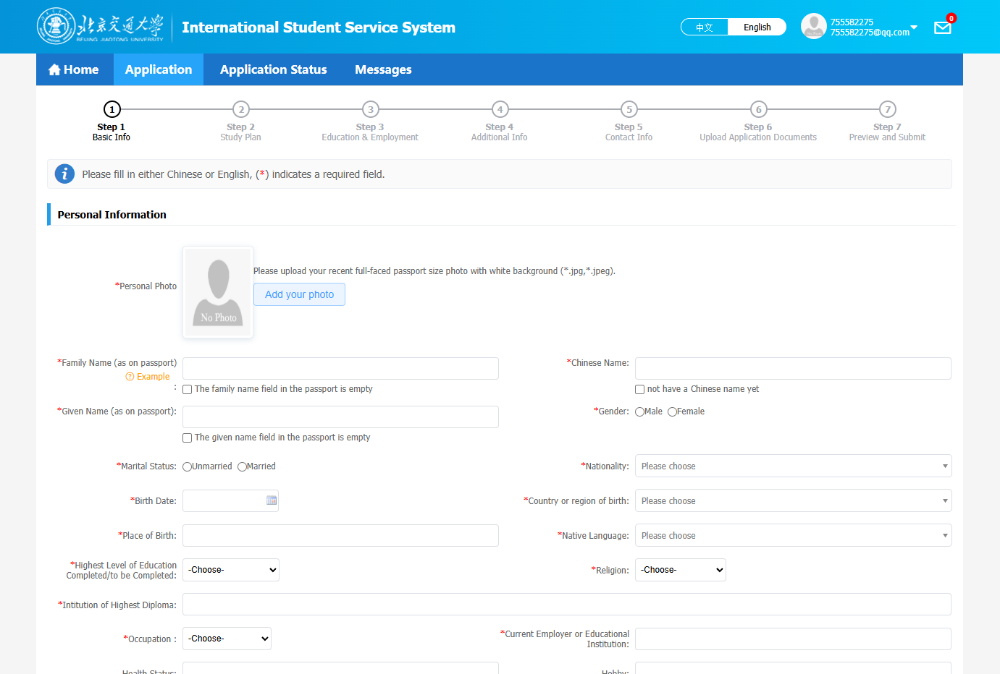 北京交通大学
BEIJING JIAOTONG UNIVERSITY
International Student Service System
中文
English
755582275
755582275@qq.com
0
Home
Application
Application Status
Messages
1
2
3
4
5
6
7
Step 1
Step 2
Step 3
Step 4
Step 5
Step 6
Step 7
Basic Info
Study Plan
Education & Employment
Additional Info
Contact Info
Upload Application Documents
Preview and Submit
Please fill in either Chinese or English, (*) indicates a required field.
Personal Information
*Personal Photo
No Photo
Please upload your recent full-faced passport size photo with white background (*.jpg,*.jpeg).
Add your photo
*Family Name (as on passport)
Example
:
The family name field in the passport is empty
*Chinese Name:
not have a Chinese name yet
*Given Name (as on passport):
The given name field in the passport is empty
*Gender:
Male
Female
*Marital Status:
Unmarried
Married
*Nationality:
Please choose
*Birth Date:
*Country or region of birth:
Please choose
*Place of Birth:
*Native Language:
Please choose
*Highest Level of Education
Completed/to be Completed:
-Choose-
*Religion:
-Choose-
*Intitution of Highest Diploma:
*Occupation :
-Choose-
*Current Employer or Educational
Institution:
Health Status:
Hobby: